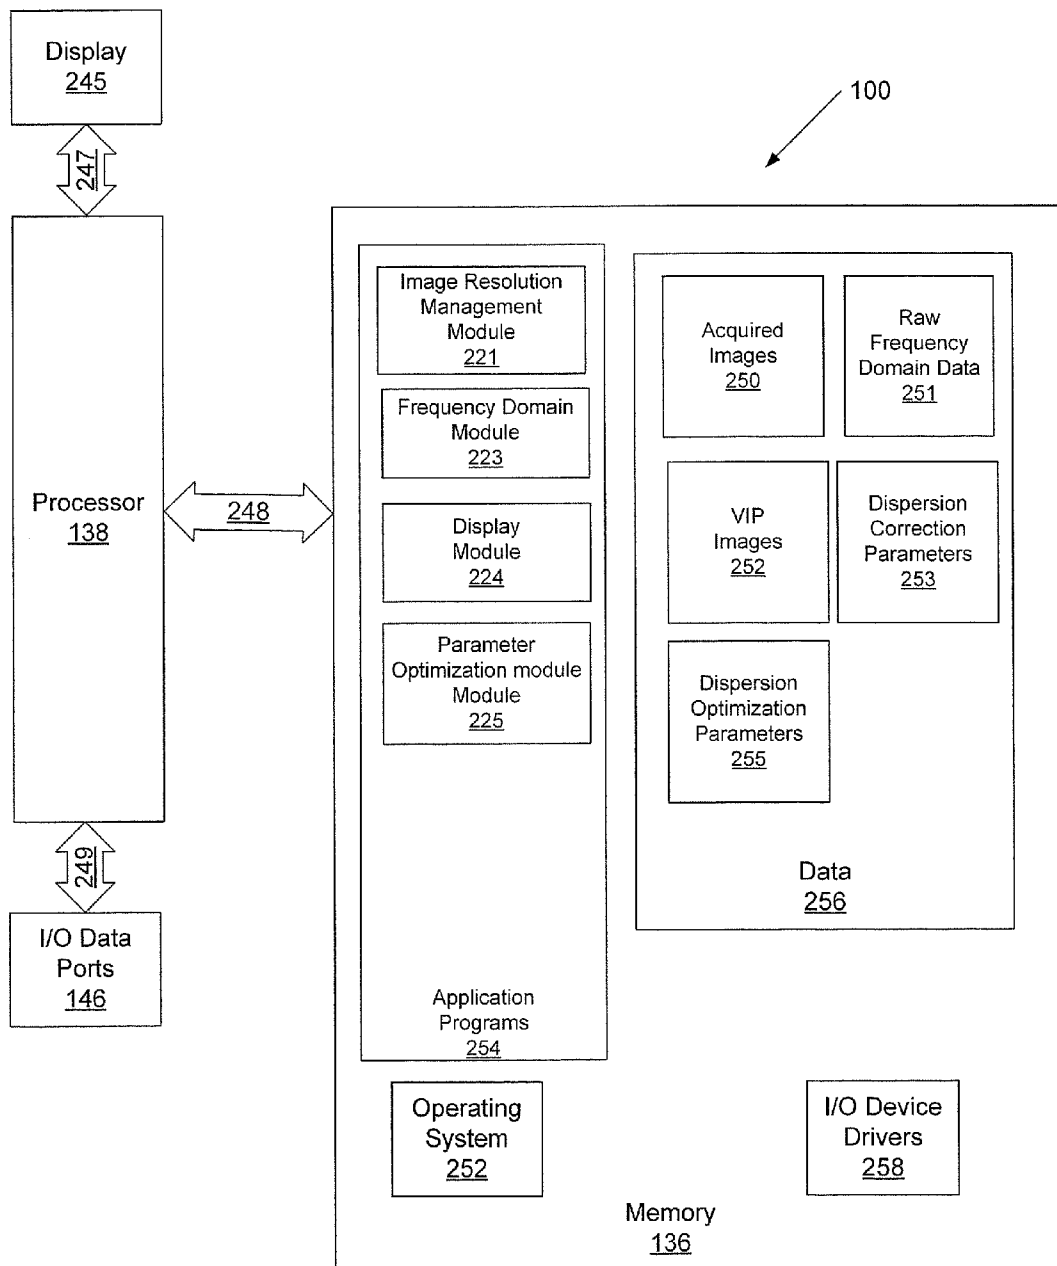 Display
245
100
247
Processor
138
248
249
I/O Data
Ports
146
Image Resolution
Management
Module
221
Frequency Domain
Module
223
Display
Module
224
Parameter
Optimization module
Module
225
Application
Programs
254
Acquired
Images
250
Raw
Frequency
Domain Data
251
VIP
Images
252
Dispersion
Correction
Parameters
253
Dispersion
Optimization
Parameters
255
Data
256
Operating
System
252
I/O Device
Drivers
258
Memory
136